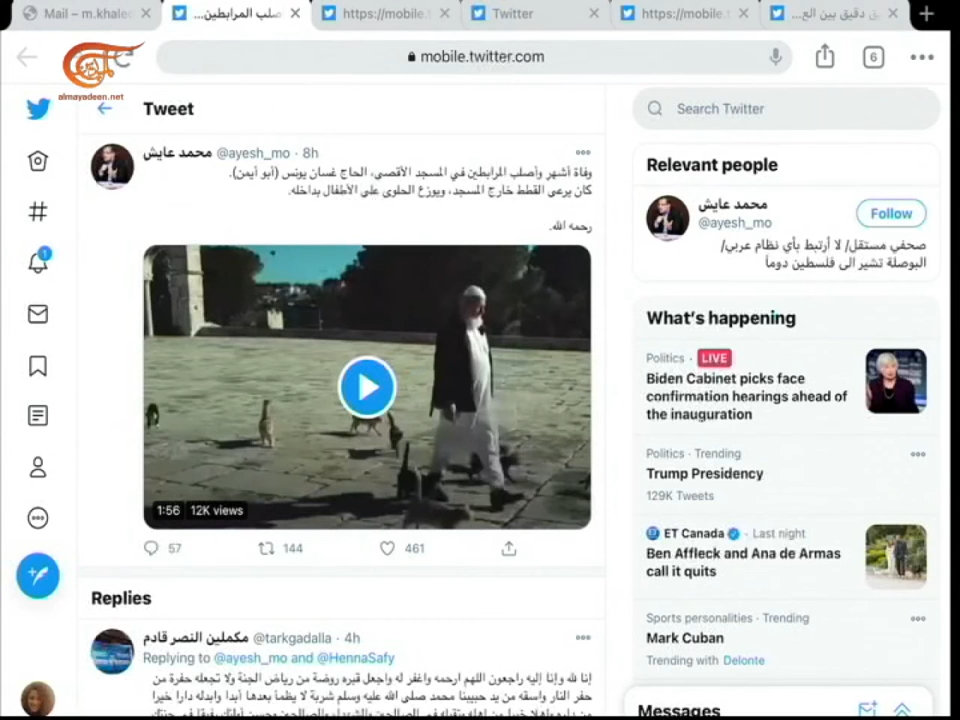 Mail – m.khale
صلب المرابطين...
https://mobile.t
Twitter
https://mobile.t
ق دقيق بين الع...
mobile.twitter.com
6
الميادين
almayadeen.net
Tweet
Search Twitter
محمد عايش @ayesh_mo · 8h
وفاة أشهر وأصلب المرابطين في المسجد الأقصى، الحاج غسان يونس (أبو أيمن).
كان يرعى القطط خارج المسجد، ويوزع الحلوى على الأطفال بداخله.
رحمه الله.
1:56 12K views
57 144 461
Replies
مكملين النصر قادم @tarkgadalla · 4h
Replying to @ayesh_mo and @HennaSafy
إنا لله وإنا إليه راجعون اللهم ارحمه واغفر له واجعل قبره روضة من رياض الجنة ولا تجعله حفرة من
حفر النار واسقه من يد حبيبنا محمد صلى الله عليه وسلم شربة لا يظمأ بعدها أبدا وابدله دارا خيرا
Relevant people
محمد عايش
@ayesh_mo
Follow
صحفي مستقل/ لا أرتبط بأي نظام عربي/
البوصلة تشير الى فلسطين دوماً
What's happening
Politics · LIVE
Biden Cabinet picks face
confirmation hearings ahead of
the inauguration
Politics · Trending
Trump Presidency
129K Tweets
ET Canada · Last night
Ben Affleck and Ana de Armas
call it quits
Sports personalities · Trending
Mark Cuban
Trending with Delonte
Messages
1